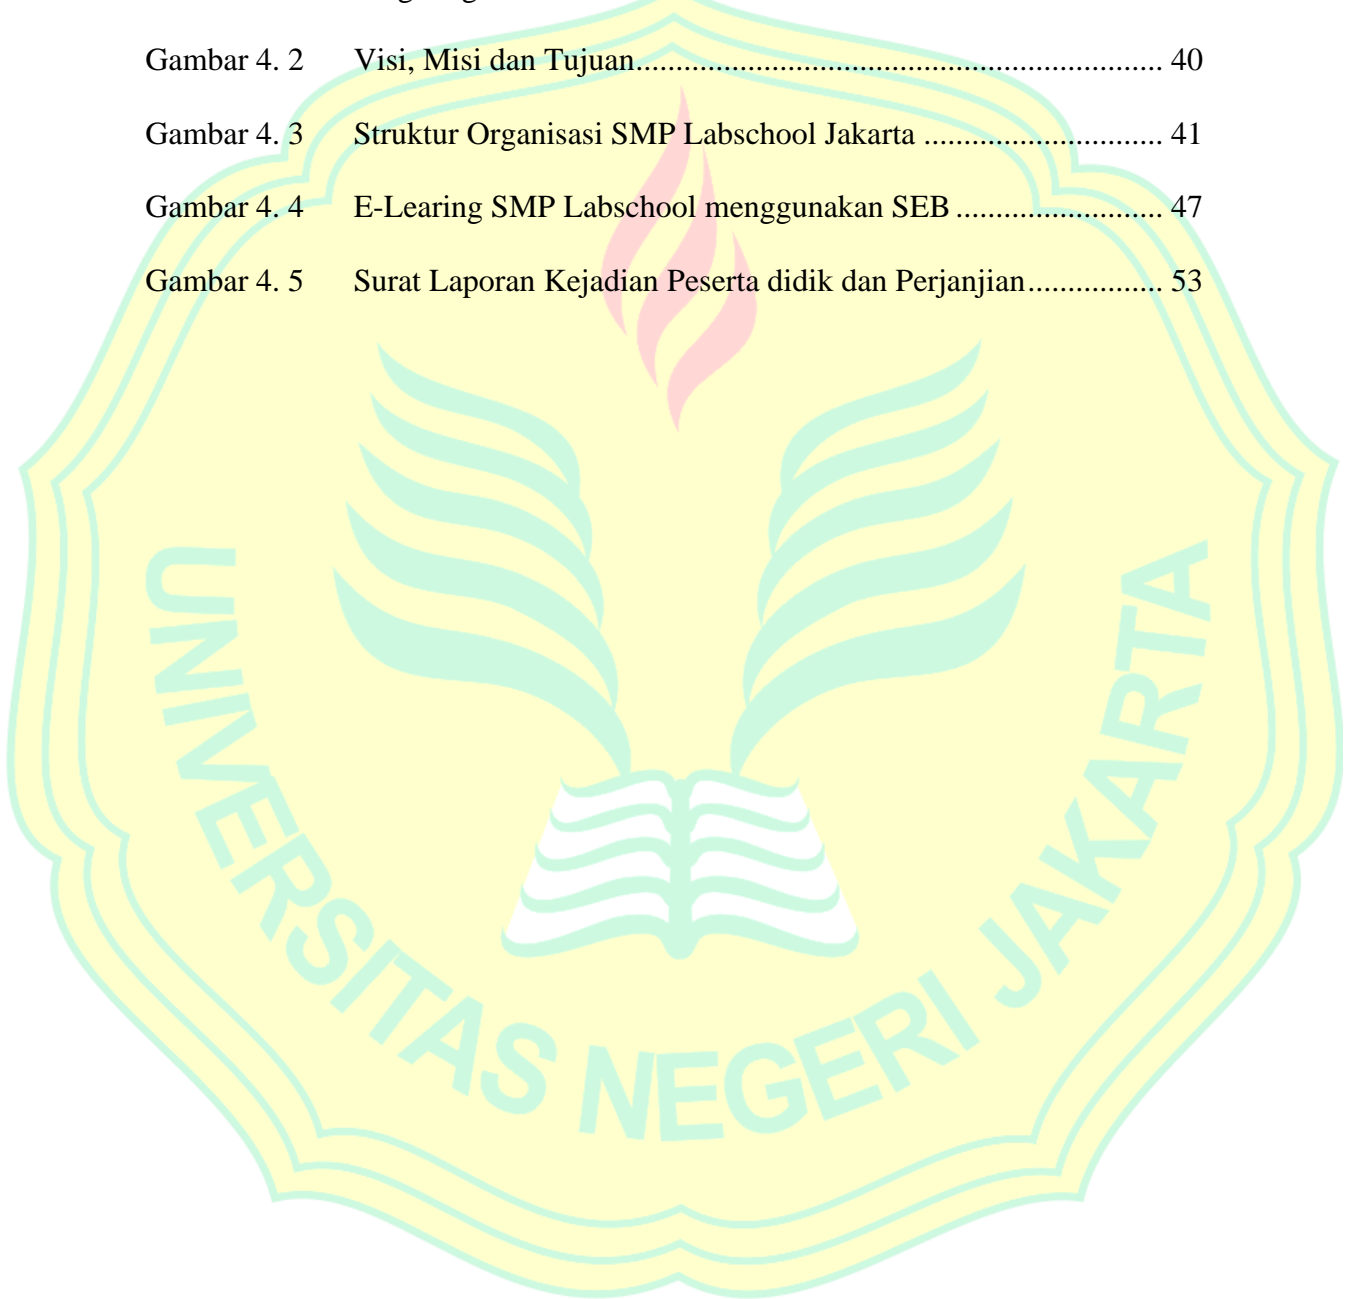 Gambar 4. 2 Visi, Misi dan Tujuan................................................................. 40
Gambar 4. 3 Struktur Organisasi SMP Labschool Jakarta ............................. 41
Gambar 4. 4 E-Learing SMP Labschool menggunakan SEB ......................... 47
Gambar 4. 5 Surat Laporan Kejadian Peserta didik dan Perjanjian................ 53
UNIVERSITAS NEGERI JAKARTA